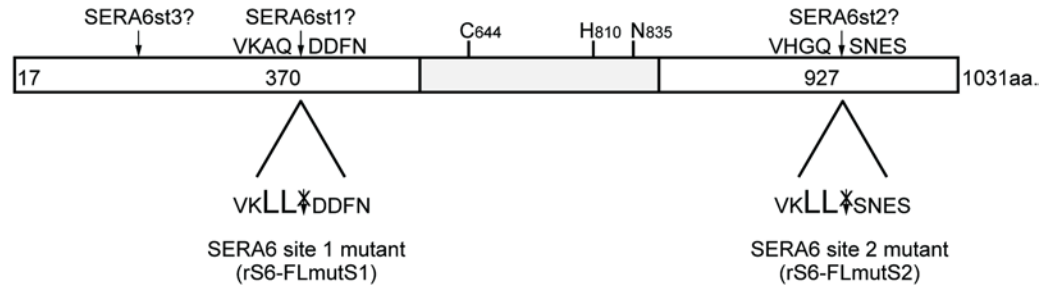 SERA6st3? SERA6st1? SERA6st2?
VKAQ DDFN C644 H810 N835 VHGQ SNES
17 370 927 1031aa.
VKLL DDFN VKLL SNES
SERA6 site 1 mutant SERA6 site 2 mutant
(rS6-FLmutS1) (rS6-FLmutS2)